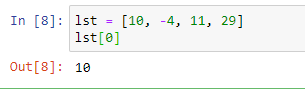 In [8]: lst = [10, -4, 11, 29]
lst[0]
Out[8]: 10